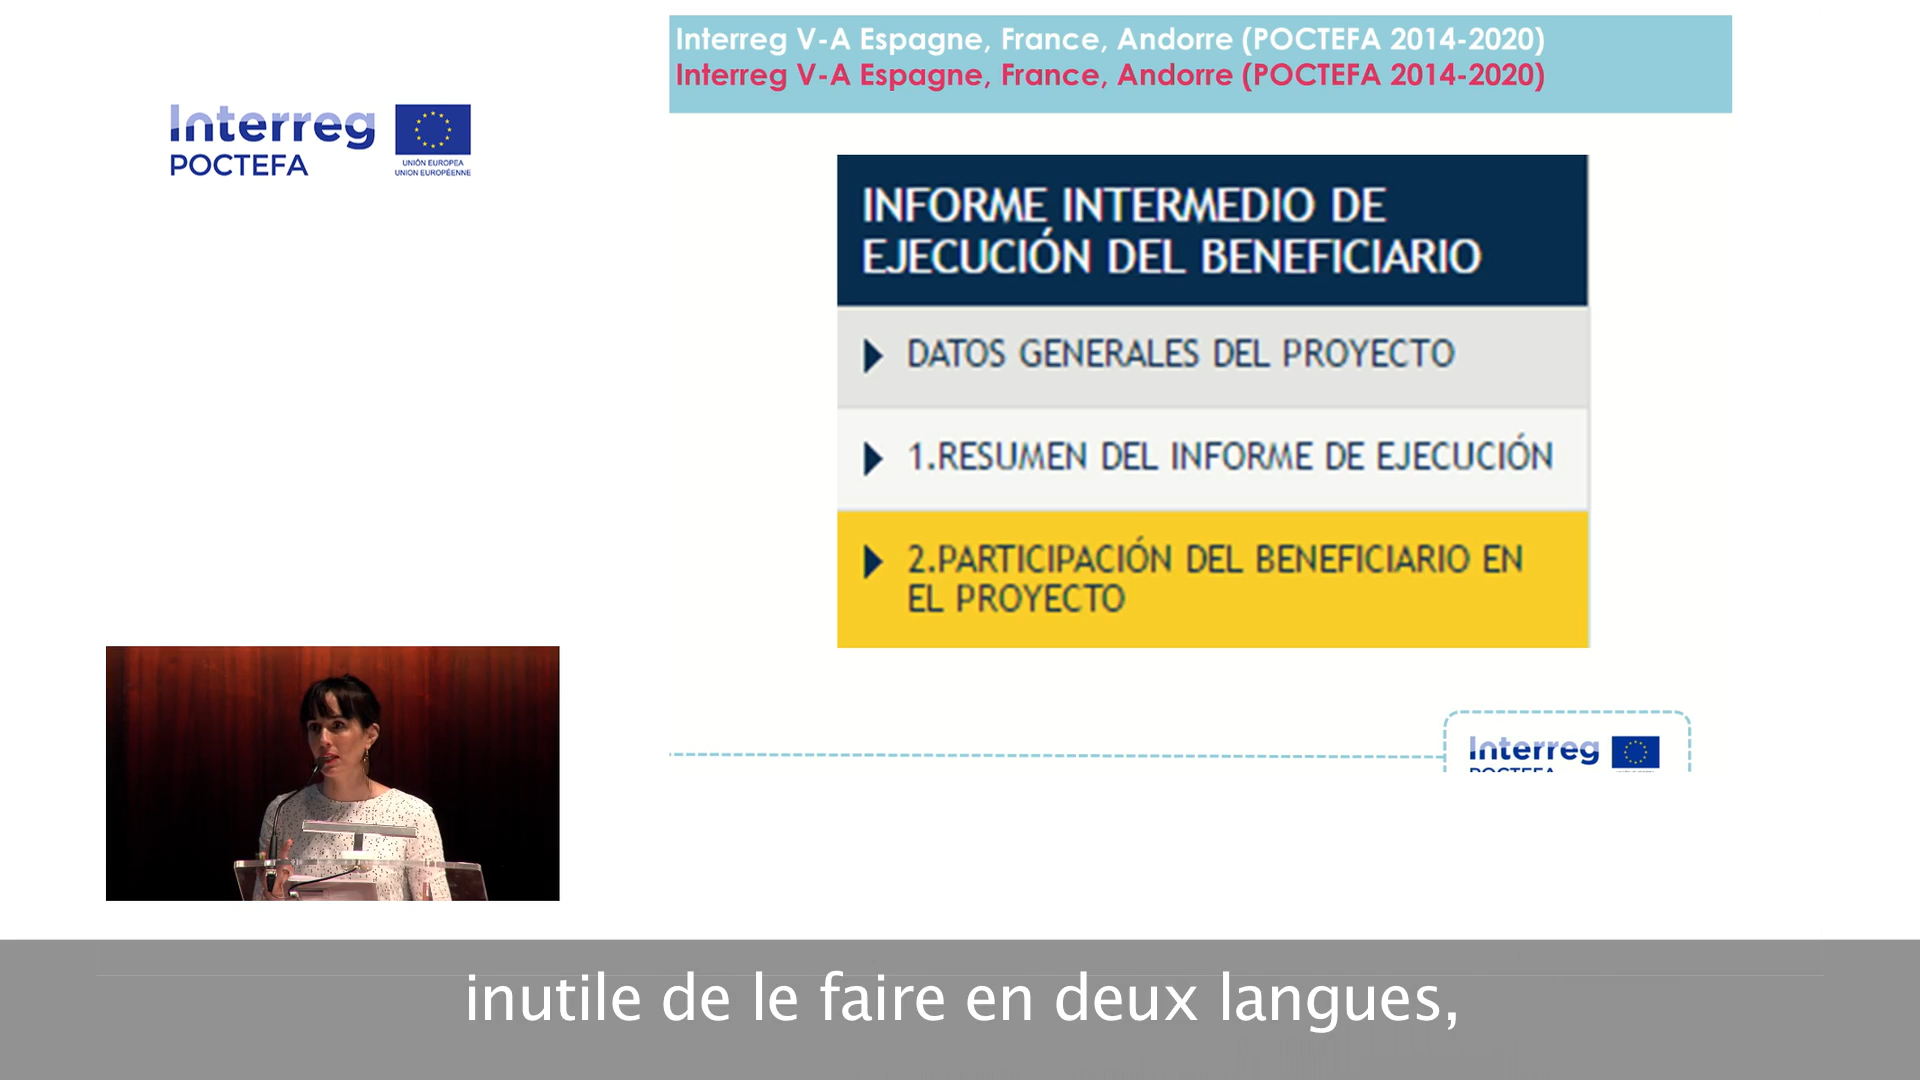 Interreg V-A Espagne, France, Andorre (POCTEFA 2014-2020)
Interreg V-A Espagne, France, Andorre (POCTEFA 2014-2020)
Interreg
POCTEFA
UNIÓN EUROPEA
UNION EUROPÉENNE
INFORME INTERMEDIO DE
EJECUCIÓN DEL BENEFICIARIO
DATOS GENERALES DEL PROYECTO
1.RESUMEN DEL INFORME DE EJECUCIÓN
2.PARTICIPACIÓN DEL BENEFICIARIO EN
EL PROYECTO
Interreg
POCTEFA
inutile de le faire en deux langues,